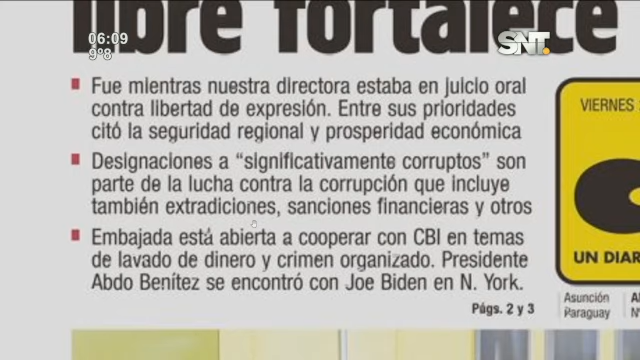 libre fortalece
06:09
9°8
SNT.
Fue mientras nuestra directora estaba en juicio oral
contra libertad de expresión. Entre sus prioridades
citó la seguridad regional y prosperidad económica
Designaciones a “significativamente corruptos” son
parte de la lucha contra la corrupción que incluye
también extradiciones, sanciones financieras y otros
Embajada está abierta a cooperar con CBI en temas
de lavado de dinero y crimen organizado. Presidente
Abdo Benítez se encontró con Joe Biden en N. York.
Págs. 2 y 3
VIERNES
UN DIAR
Asunción
Paraguay